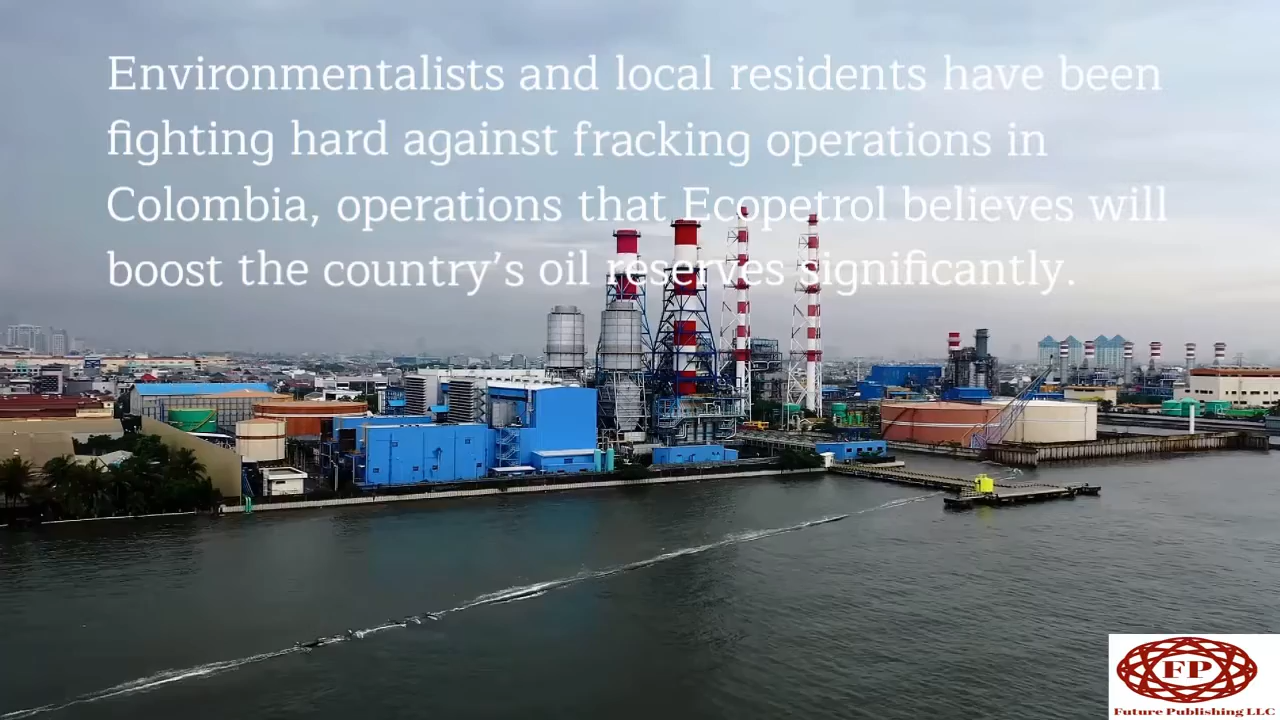 Environmentalists and local residents have been
fighting hard against fracking operations in
Colombia, operations that Ecopetrol believes will
boost the country's oil reserves significantly.
FP
Future Publishing LLC